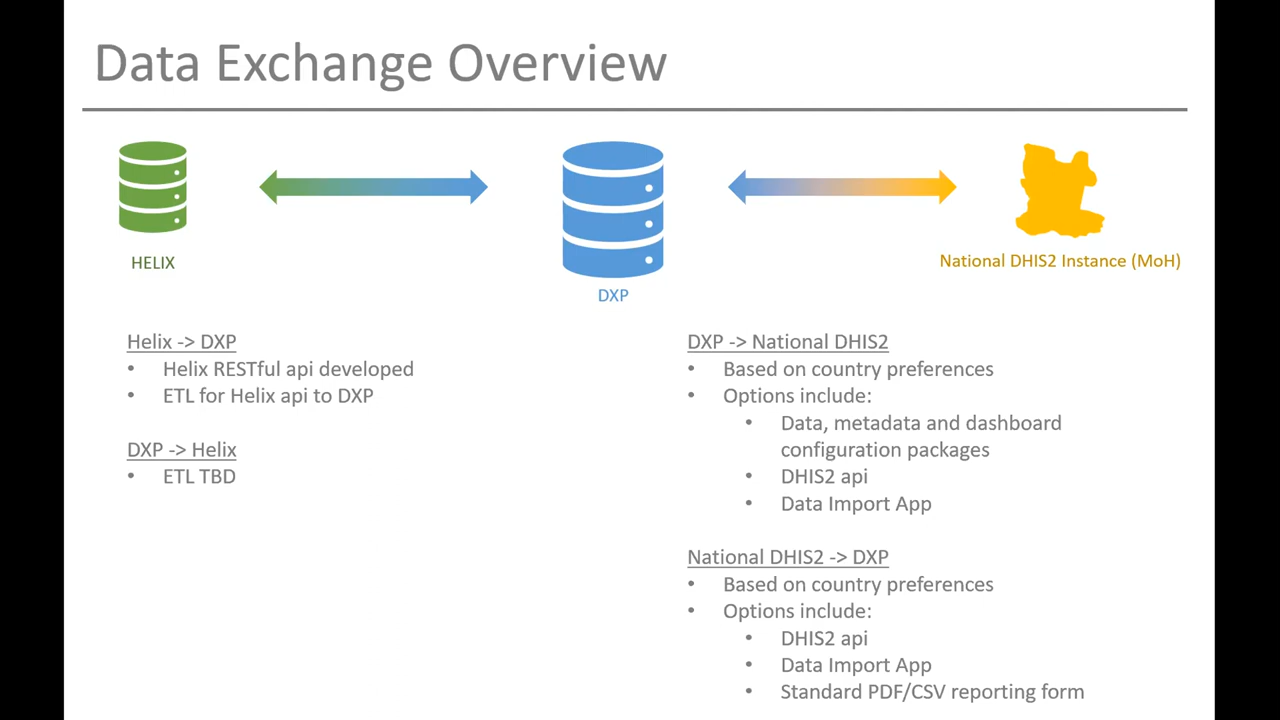 Data Exchange Overview
HELIX
DXP
National DHIS2 Instance (MoH)
Helix -> DXP
• Helix RESTful api developed
• ETL for Helix api to DXP
DXP -> Helix
• ETL TBD
DXP -> National DHIS2
• Based on country preferences
• Options include:
• Data, metadata and dashboard
configuration packages
• DHIS2 api
• Data Import App
National DHIS2 -> DXP
• Based on country preferences
• Options include:
• DHIS2 api
• Data Import App
• Standard PDF/CSV reporting form